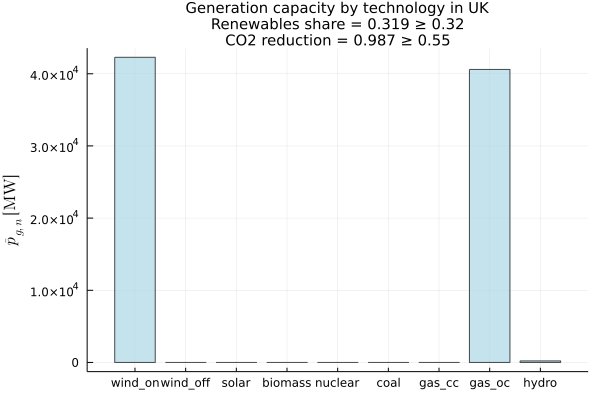 Generation capacity by technology in UK
Renewables share = 0.319 ≥ 0.32
CO2 reduction = 0.987 ≥ 0.55
4.0×10⁴
3.0×10⁴
2.0×10⁴
1.0×10⁴
0
p̄_{g,n} [MW]
wind_on wind_off solar biomass nuclear coal gas_cc gas_oc hydro